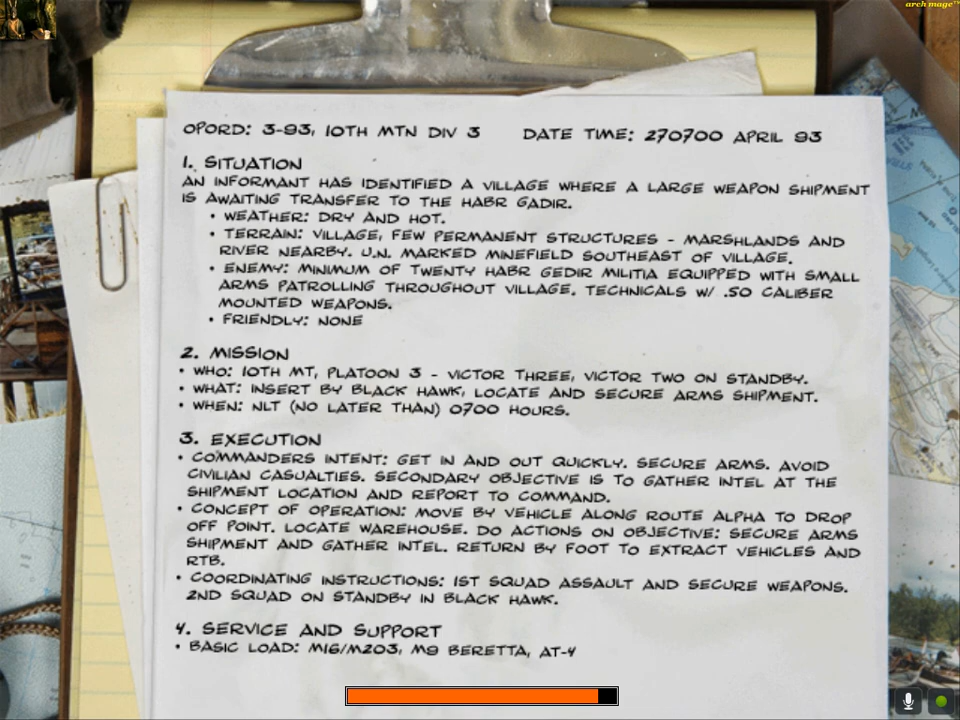 arch mage™
OPORD: 3-93, 10TH MTN DIV 3 DATE TIME: 270700 APRIL 93
1. SITUATION
AN INFORMANT HAS IDENTIFIED A VILLAGE WHERE A LARGE WEAPON SHIPMENT
IS AWAITING TRANSFER TO THE HABR GADIR.
• WEATHER: DRY AND HOT.
• TERRAIN: VILLAGE, FEW PERMANENT STRUCTURES - MARSHLANDS AND
RIVER NEARBY. U.N. MARKED MINEFIELD SOUTHEAST OF VILLAGE.
• ENEMY: MINIMUM OF TWENTY HABR GEDIR MILITIA EQUIPPED WITH SMALL
ARMS PATROLLING THROUGHOUT VILLAGE. TECHNICALS W/ .50 CALIBER
MOUNTED WEAPONS.
• FRIENDLY: NONE
2. MISSION
• WHO: 10TH MT, PLATOON 3 - VICTOR THREE, VICTOR TWO ON STANDBY.
• WHAT: INSERT BY BLACK HAWK, LOCATE AND SECURE ARMS SHIPMENT.
• WHEN: NLT (NO LATER THAN) 0700 HOURS.
3. EXECUTION
• COMMANDERS INTENT: GET IN AND OUT QUICKLY. SECURE ARMS. AVOID
CIVILIAN CASUALTIES. SECONDARY OBJECTIVE IS TO GATHER INTEL AT THE
SHIPMENT LOCATION AND REPORT TO COMMAND.
• CONCEPT OF OPERATION: MOVE BY VEHICLE ALONG ROUTE ALPHA TO DROP
OFF POINT. LOCATE WAREHOUSE. DO ACTIONS ON OBJECTIVE: SECURE ARMS
SHIPMENT AND GATHER INTEL. RETURN BY FOOT TO EXTRACT VEHICLES AND
RTB.
• COORDINATING INSTRUCTIONS: 1ST SQUAD ASSAULT AND SECURE WEAPONS.
2ND SQUAD ON STANDBY IN BLACK HAWK.
4. SERVICE AND SUPPORT
• BASIC LOAD: M16/M203, M9 BERETTA, AT-4